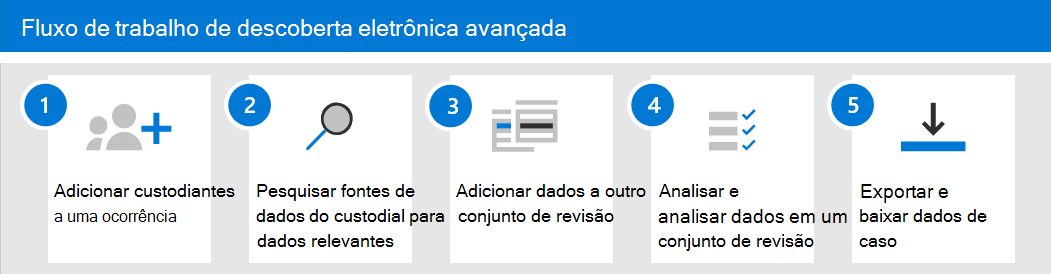 Fluxo de trabalho de descoberta eletrônica avançada
1
Adicionar custodiantes
a uma ocorrência
2
Pesquisar fontes de
dados do custodial para
dados relevantes
3
Adicionar dados a outro
conjunto de revisão
4
Analisar e
analisar dados em um
conjunto de revisão
5
Exportar e
baixar dados de
caso